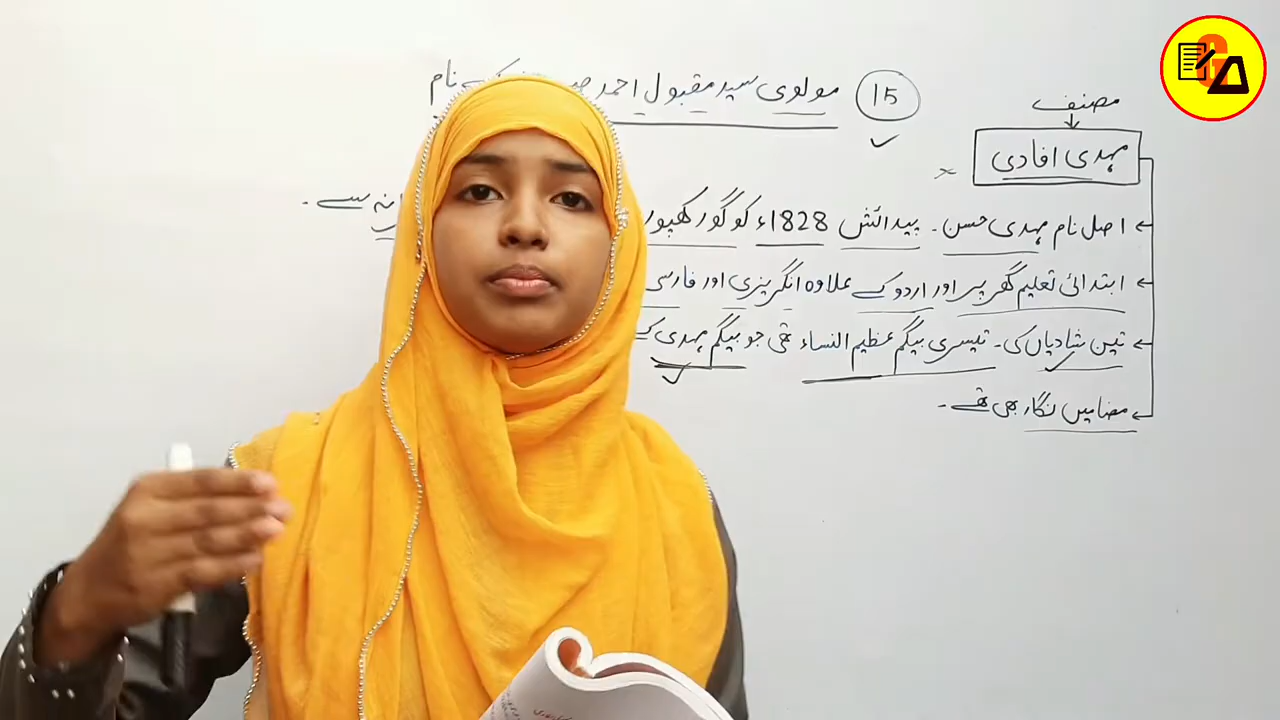 15 مولوی سید مقبول احمد نام
مصنف
مہدی افادی
اصل نام مہدی حسن ۔ پیدائش 1828ء کو گورکھپور سے ۔
ابتدائی تعلیم گھر پر اور اردو کے علاوہ انگریزی اور فارسی
تین شادیاں کی ۔ تیسری بیگم عظیم النساء تھی جو بیگم مہدی کے
مضامین نگار بھی تھے ۔